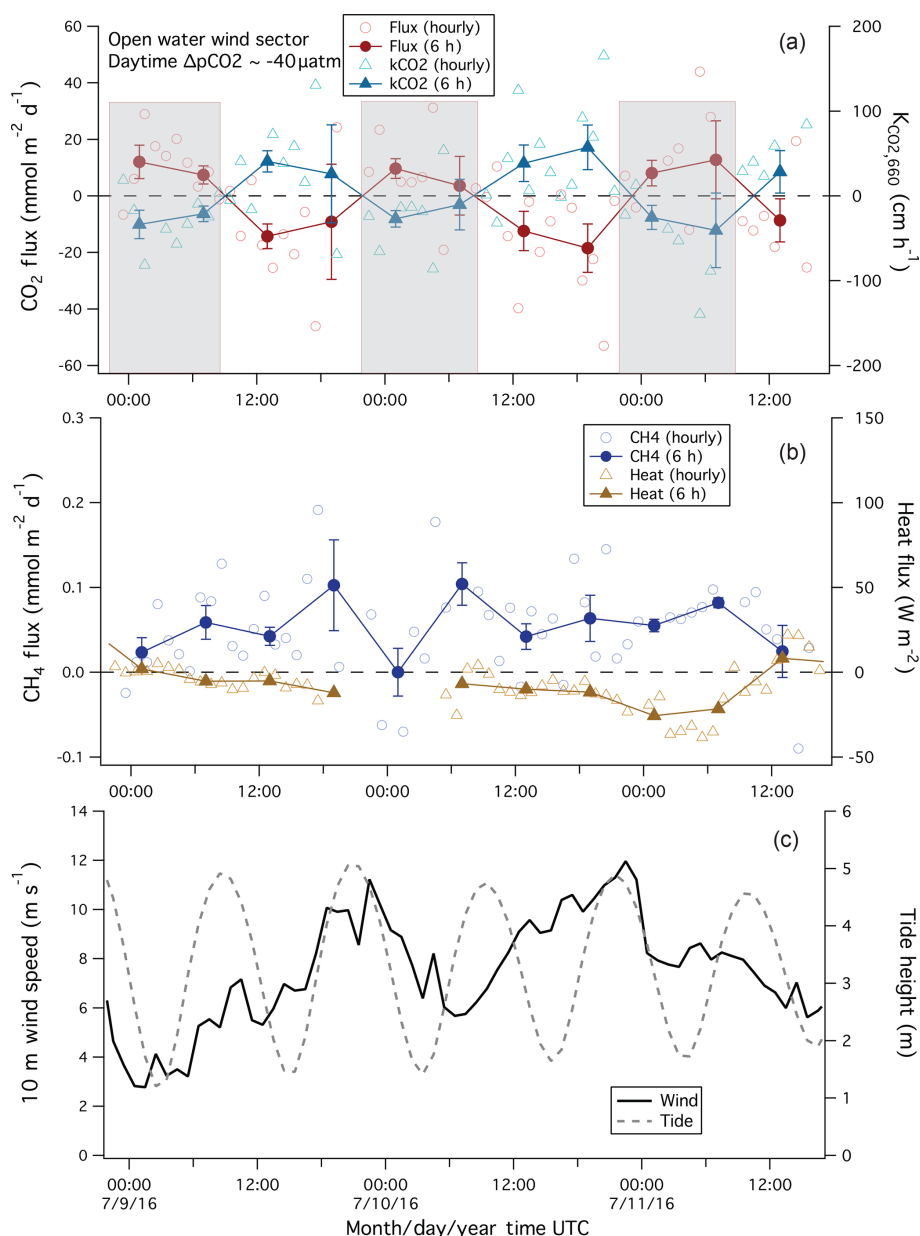 (a)
Open water wind sector
Daytime ΔpCO2 ~ -40 μatm
Flux (hourly)
Flux (6 h)
kCO2 (hourly)
kCO2 (6 h)
CO2 flux (mmol m-2 d-1)
60
40
20
0
-20
-40
-60
KCO2,660 (cm h-1)
200
100
0
-100
-200
00:00 12:00 00:00 12:00 00:00 12:00
(b)
CH4 (hourly)
CH4 (6 h)
Heat (hourly)
Heat (6 h)
CH4 flux (mmol m-2 d-1)
0.3
0.2
0.1
0.0
-0.1
Heat flux (W m-2)
150
100
50
0
-50
00:00 12:00 00:00 12:00 00:00 12:00
(c)
10 m wind speed (m s-1)
14
12
10
8
6
4
2
0
Tide height (m)
6
5
4
3
2
1
0
Wind
Tide
00:00 12:00 00:00 12:00 00:00 12:00
7/9/16 7/10/16 7/11/16
Month/day/year time UTC